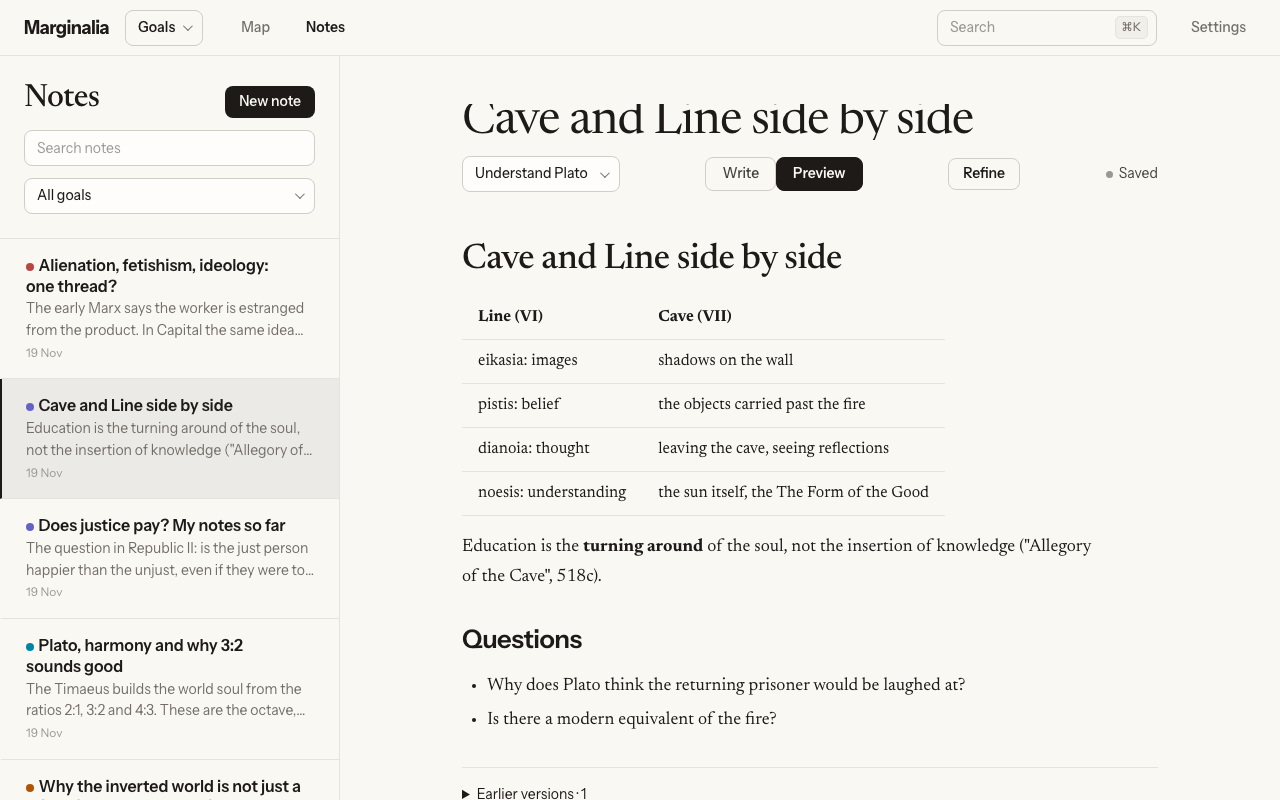 Marginalia
Goals
Map
Notes
Search
⌘K
Settings
Notes
New note
Search notes
All goals
Alienation, fetishism, ideology:
one thread?
The early Marx says the worker is estranged
from the product. In Capital the same idea...
19 Nov
Cave and Line side by side
Education is the turning around of the soul,
not the insertion of knowledge ("Allegory of...
19 Nov
Does justice pay? My notes so far
The question in Republic II: is the just person
happier than the unjust, even if they were to...
19 Nov
Plato, harmony and why 3:2
sounds good
The Timaeus builds the world soul from the
ratios 2:1, 3:2 and 4:3. These are the octave,...
19 Nov
Why the inverted world is not just a
Cave and Line side by side
Understand Plato
Write
Preview
Refine
Saved
Cave and Line side by side
Line (VI) Cave (VII)
eikasia: images shadows on the wall
pistis: belief the objects carried past the fire
dianoia: thought leaving the cave, seeing reflections
noesis: understanding the sun itself, the The Form of the Good
Education is the turning around of the soul, not the insertion of knowledge ("Allegory
of the Cave", 518c).
Questions
• Why does Plato think the returning prisoner would be laughed at?
• Is there a modern equivalent of the fire?
Earlier versions · 1